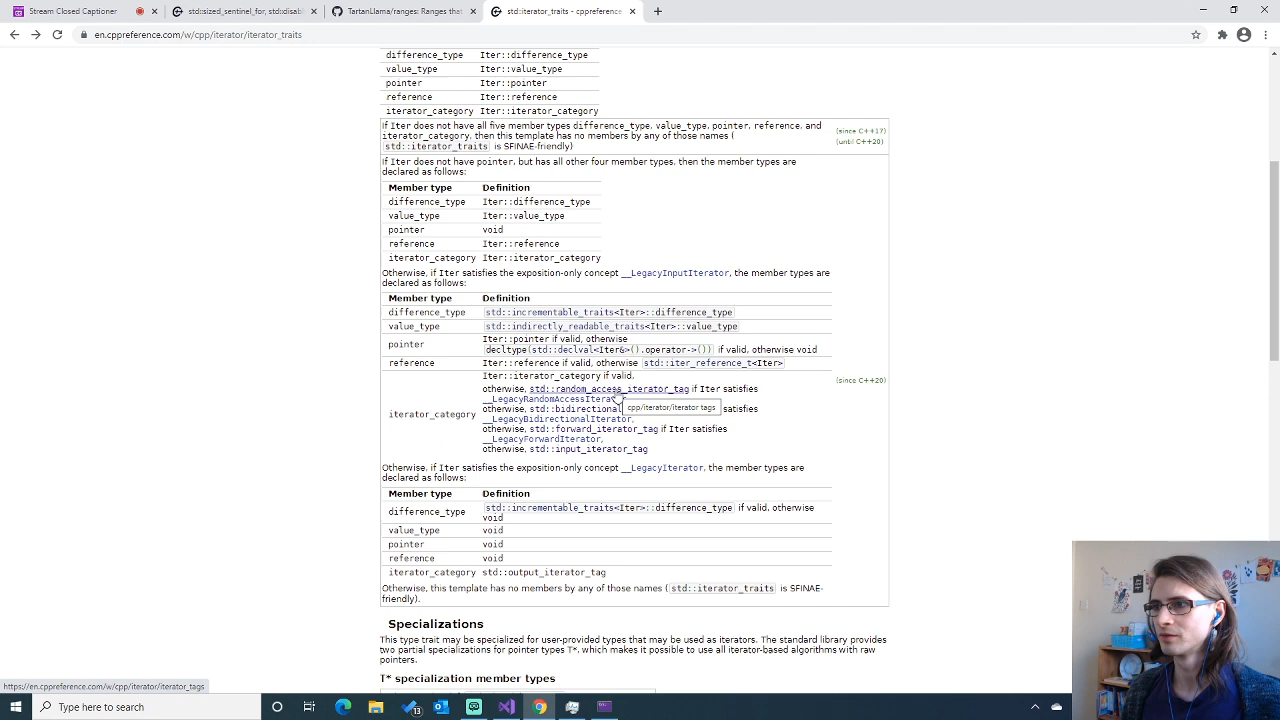 Stream Closed Captioner
std:sized_sentinel_for, std:disab
TartanLlama/ranges: Ranges that
std:iterator_traits - cppreference
en.cppreference.com/w/cpp/iterator/iterator_traits
difference_type Iter::difference_type
value_type Iter::value_type
pointer Iter::pointer
reference Iter::reference
iterator_category Iter::iterator_category
If Iter does not have all five member types difference_type, value_type, pointer, reference, and
iterator_category, then this template has no members by any of those names (
std::iterator_traits is SFINAE-friendly)
(since C++17)
(until C++20)
If Iter does not have pointer, but has all other four member types, then the member types are
declared as follows:
Member type Definition
difference_type Iter::difference_type
value_type Iter::value_type
pointer void
reference Iter::reference
iterator_category Iter::iterator_category
Otherwise, if Iter satisfies the exposition-only concept __LegacyInputIterator, the member types are
declared as follows:
Member type Definition
difference_type std::incrementable_traits<Iter>::difference_type
value_type std::indirectly_readable_traits<Iter>::value_type
pointer Iter::pointer if valid, otherwise
decltype(std::declval<Iter&>().operator->()) if valid, otherwise void
reference Iter::reference if valid, otherwise std::iter_reference_t<Iter>
(since C++20)
iterator_category Iter::iterator_category if valid,
otherwise, std::random_access_iterator_tag if Iter satisfies
__LegacyRandomAccessIterator
otherwise, std::bidirectional satisfies
__LegacyBidirectionalIterator,
otherwise, std::forward_iterator_tag if Iter satisfies
__LegacyForwardIterator,
otherwise, std::input_iterator_tag
cpp/iterator/iterator tags
Otherwise, if Iter satisfies the exposition-only concept __LegacyIterator, the member types are
declared as follows:
Member type Definition
difference_type std::incrementable_traits<Iter>::difference_type if valid, otherwise
void
value_type void
pointer void
reference void
iterator_category std::output_iterator_tag
Otherwise, this template has no members by any of those names ( std::iterator_traits is SFINAE-
friendly).
Specializations
This type trait may be specialized for user-provided types that may be used as iterators. The standard library provides
two partial specializations for pointer types T*, which makes it possible to use all iterator-based algorithms with raw
pointers.
T* specialization member types
https://en.cppreference.com/w/cpp/iterator/iterator_tags
Type here to search
13